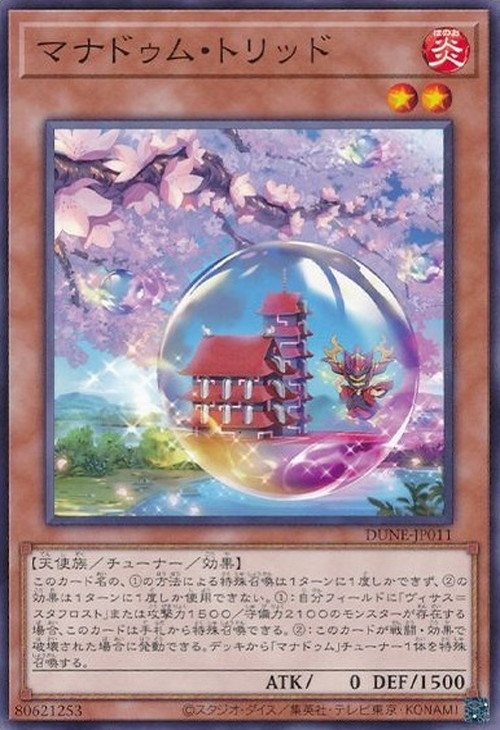 マナドゥム・トリッド
炎
DUNE-JP011
【天使族／チューナー／効果】
このカード名の、①の方法による特殊召喚は1ターンに1度しかできず、②の
効果は1ターンに1度しか使用できない。①：自分フィールドに「ヴィサス＝
スタフロスト」または攻撃力1500／守備力2100のモンスターが存在する
場合、このカードは手札から特殊召喚できる。②：このカードが戦闘・効果で
破壊された場合に発動できる。デッキから「マナドゥム」チューナー1体を特殊
召喚する。
ATK/ 0 DEF/1500
80621253 ©スタジオ・ダイス／集英社・テレビ東京・KONAMI